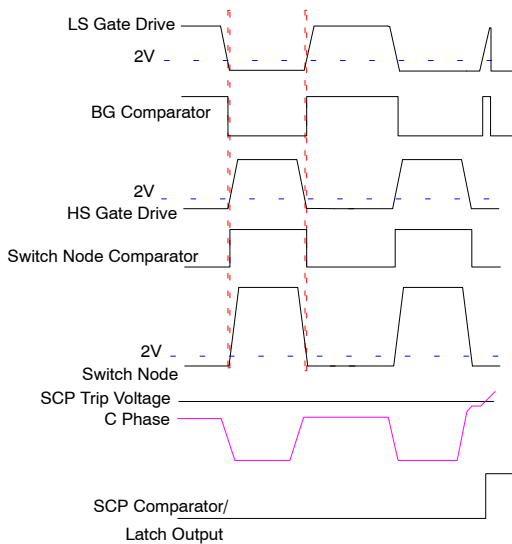 LS Gate Drive
2V
BG Comparator
2V
HS Gate Drive
Switch Node Comparator
2V
Switch Node
SCP Trip Voltage
C Phase
SCP Comparator/
Latch Output